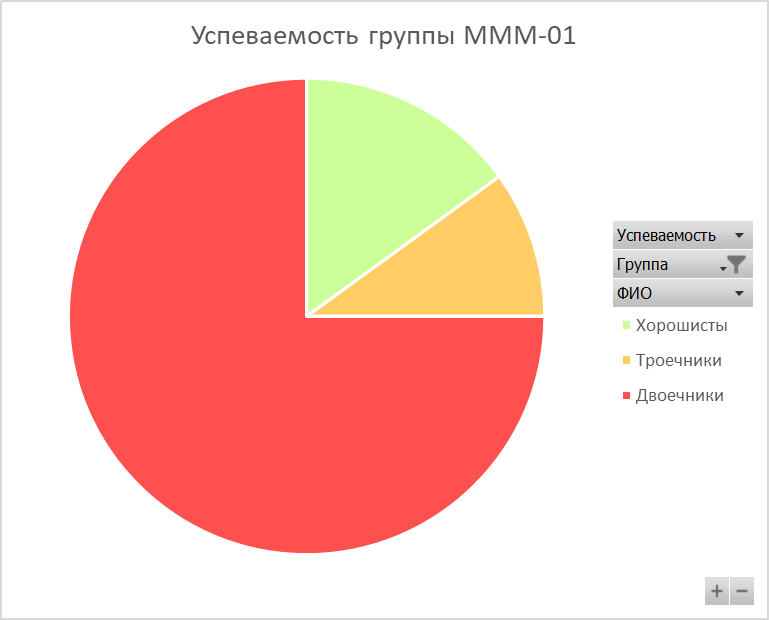 Успеваемость группы МММ-01
Успеваемость
Группа
ФИО
Хорошисты
Троечники
Двоечники
+ −